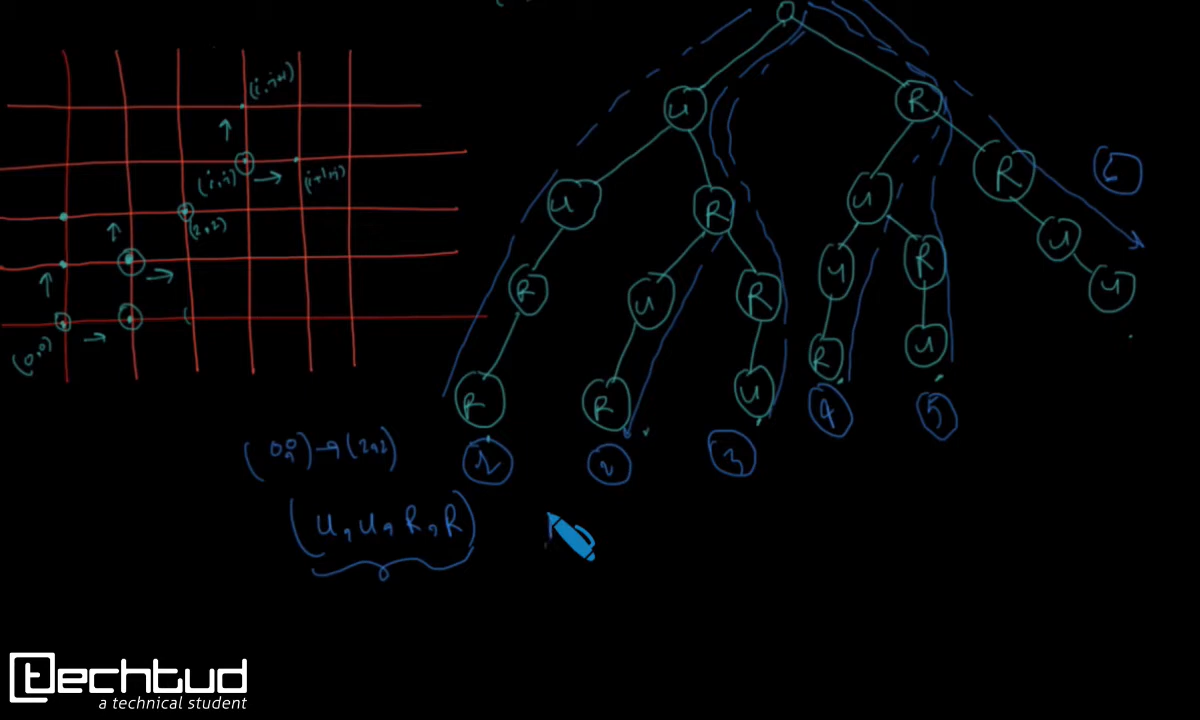 (i, j+1)
(i, j)
(i+1, j)
(2, 2)
(0, 0)
U R
U R U R
R U R U R U U
R R U R U
1 2 3 4 5 6
(0, 0) → (2, 2)
(U, U, R, R)
techtud
a technical student